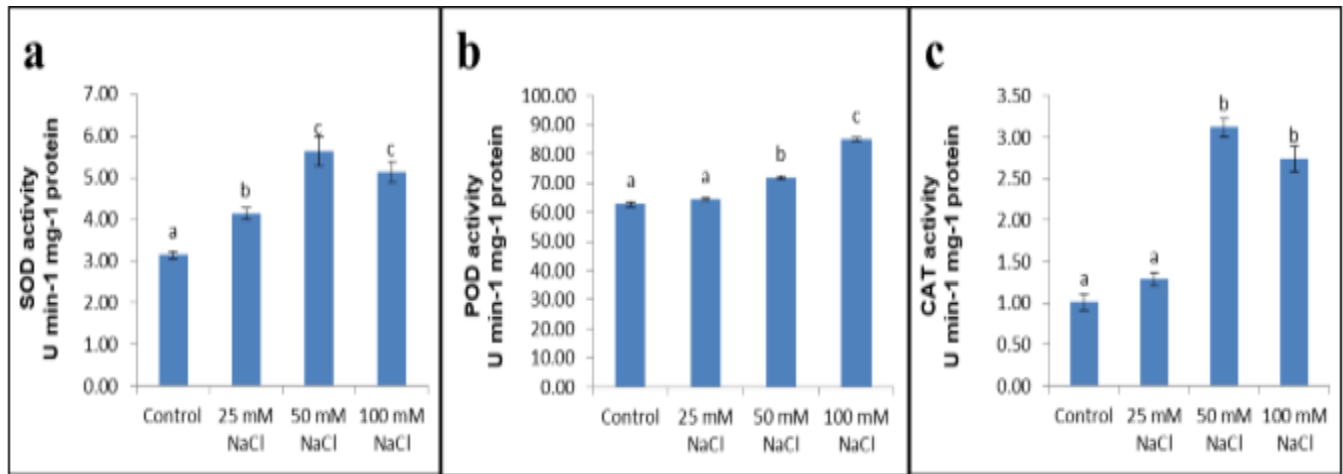 a
SOD activity
U min-1 mg-1 protein
7.00
6.00
5.00
4.00
3.00
2.00
1.00
0.00
a
b
c
c
Control 25 mM 50 mM 100 mM
NaCl NaCl NaCl
b
POD activity
U min-1 mg-1 protein
100.00
90.00
80.00
70.00
60.00
50.00
40.00
30.00
20.00
10.00
0.00
a
a
b
c
Control 25 mM 50 mM 100 mM
NaCl NaCl NaCl
c
CAT activity
U min-1 mg-1 protein
3.50
3.00
2.50
2.00
1.50
1.00
0.50
0.00
a
a
b
b
Control 25 mM 50 mM 100 mM
NaCl NaCl NaCl